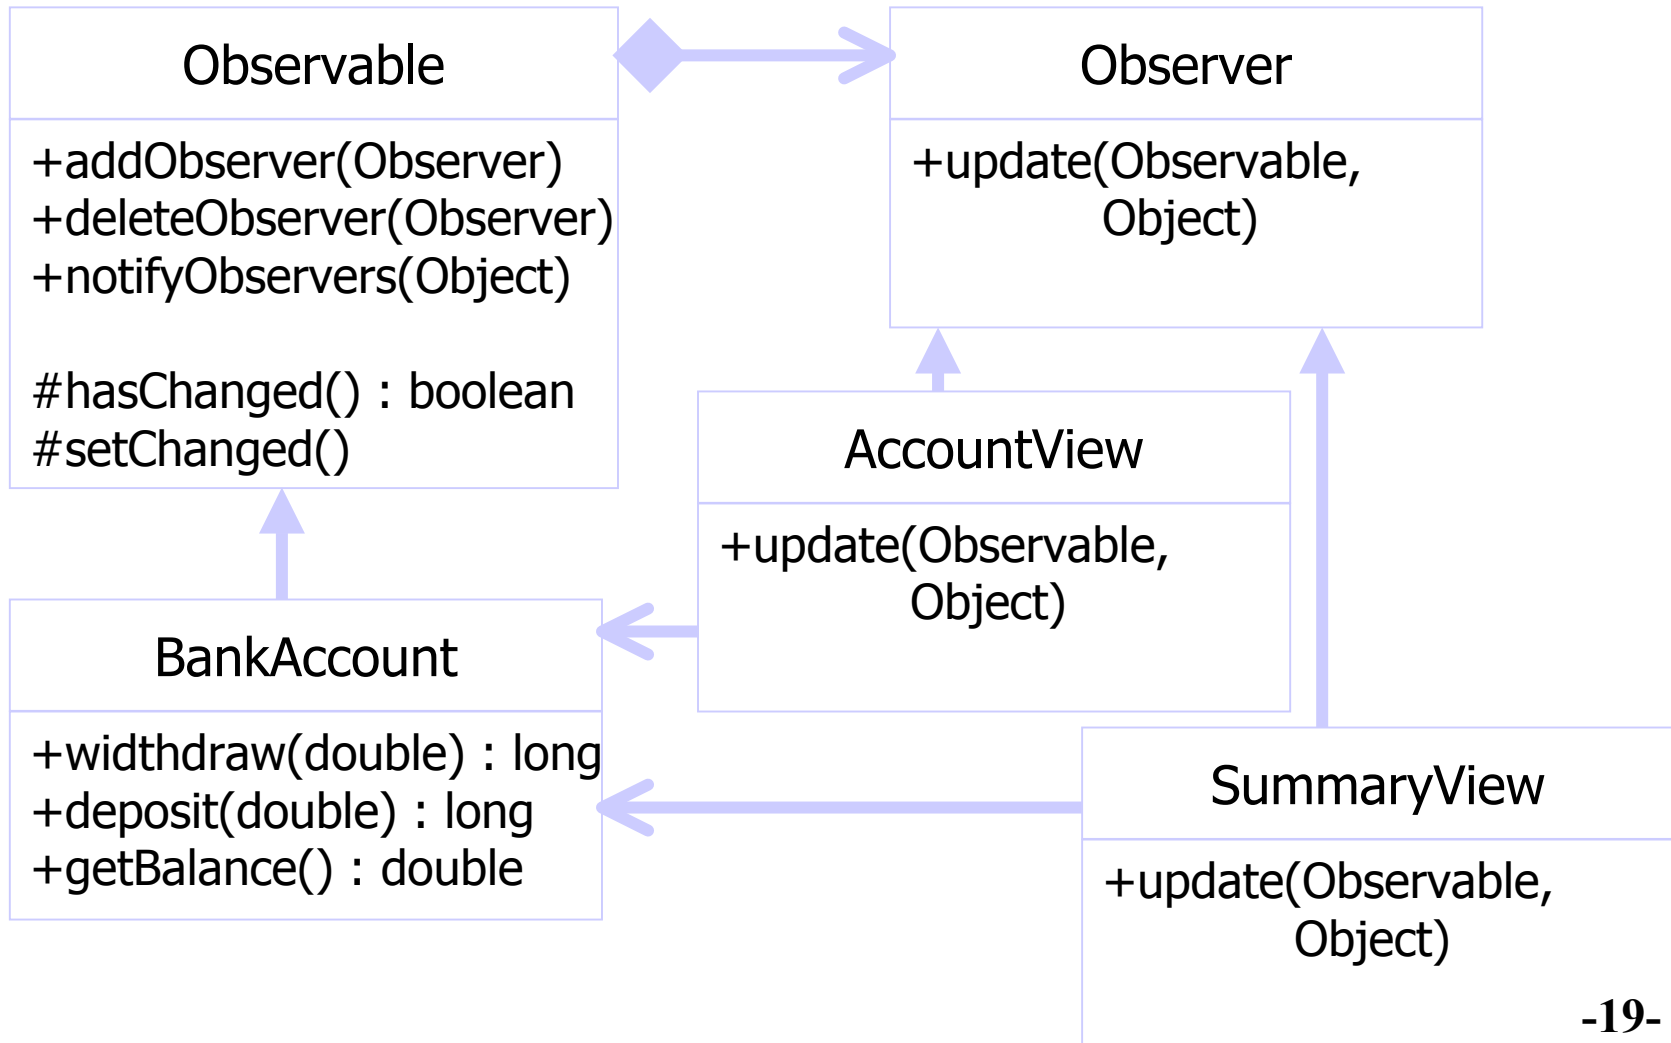 Observable
+addObserver(Observer)
+deleteObserver(Observer)
+notifyObservers(Object)
#hasChanged() : boolean
#setChanged()
Observer
+update(Observable,
Object)
AccountView
+update(Observable,
Object)
BankAccount
+widthdraw(double) : long
+deposit(double) : long
+getBalance() : double
SummaryView
+update(Observable,
Object)
-19-